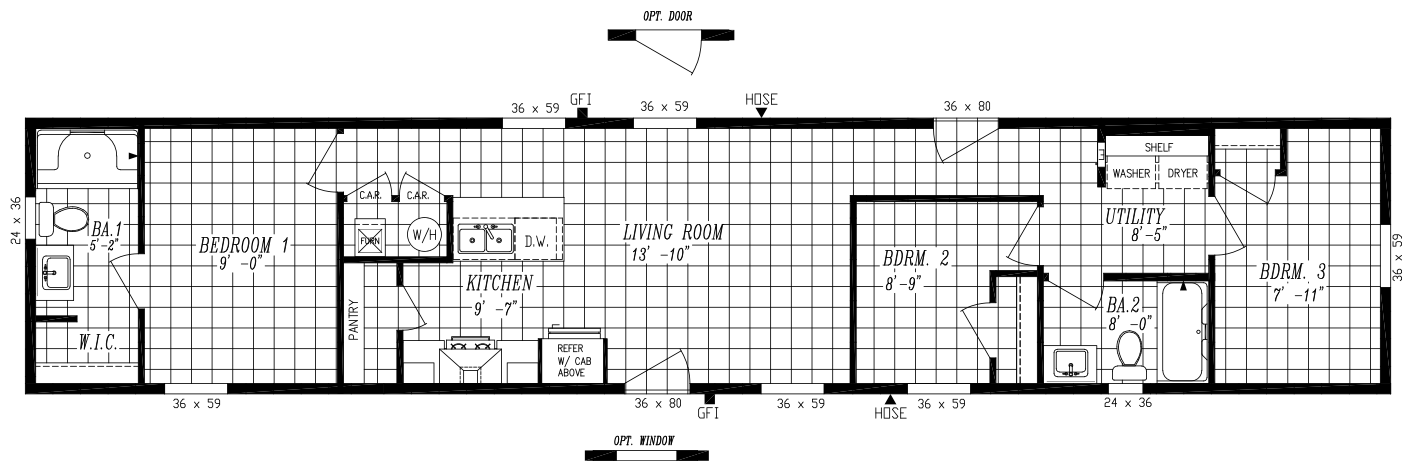 OPT. DOOR
36 x 59
GFI
36 x 59
HOSE
36 x 80
24 x 36
BA.1
5'-2"
W.I.C.
BEDROOM 1
9' -0"
C.A.R.
C.A.R.
FURN
W/H
PANTRY
D.W.
KITCHEN
9' -7"
REFER
W/ CAB
ABOVE
LIVING ROOM
13' -10"
BDRM. 2
8'-9"
SHELF
WASHER
DRYER
UTILITY
8'-5"
BA.2
8' -0"
BDRM. 3
7' -11"
36 x 59
36 x 59
36 x 80
GFI
36 x 59
HOSE
36 x 59
24 x 36
OPT. WINDOW